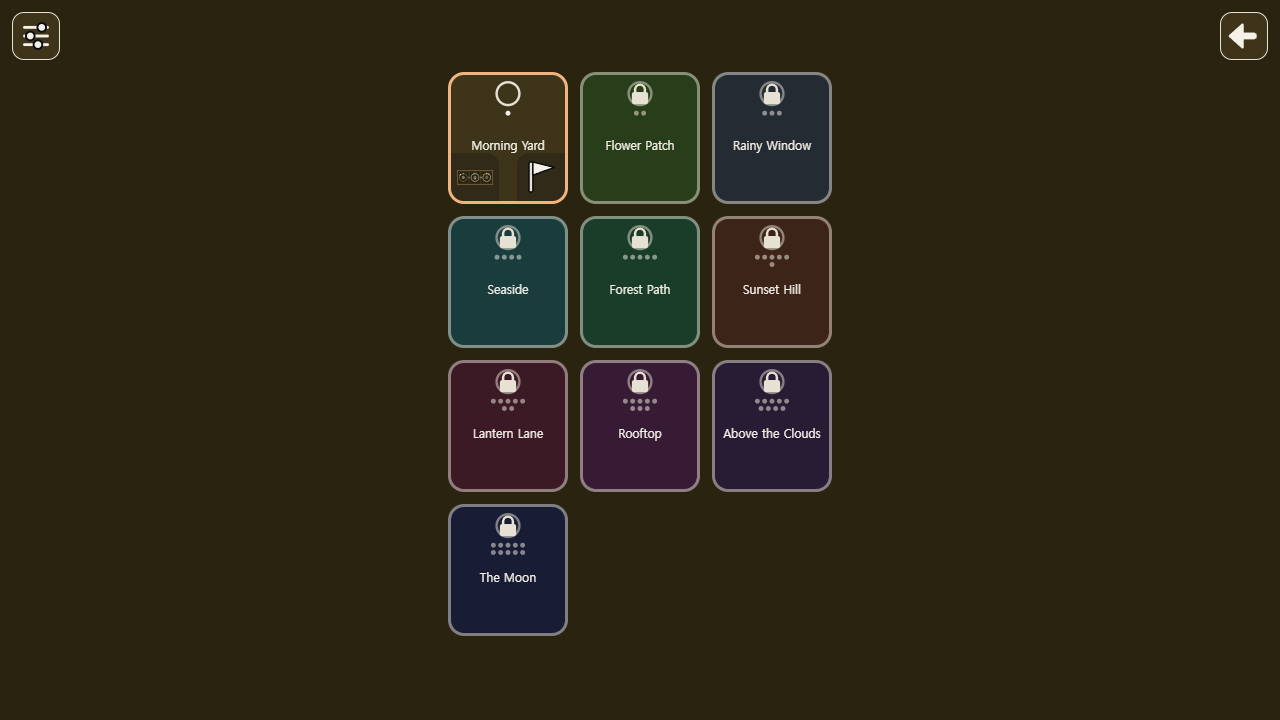 Morning Yard
Flower Patch
Rainy Window
Seaside
Forest Path
Sunset Hill
Lantern Lane
Rooftop
Above the Clouds
The Moon